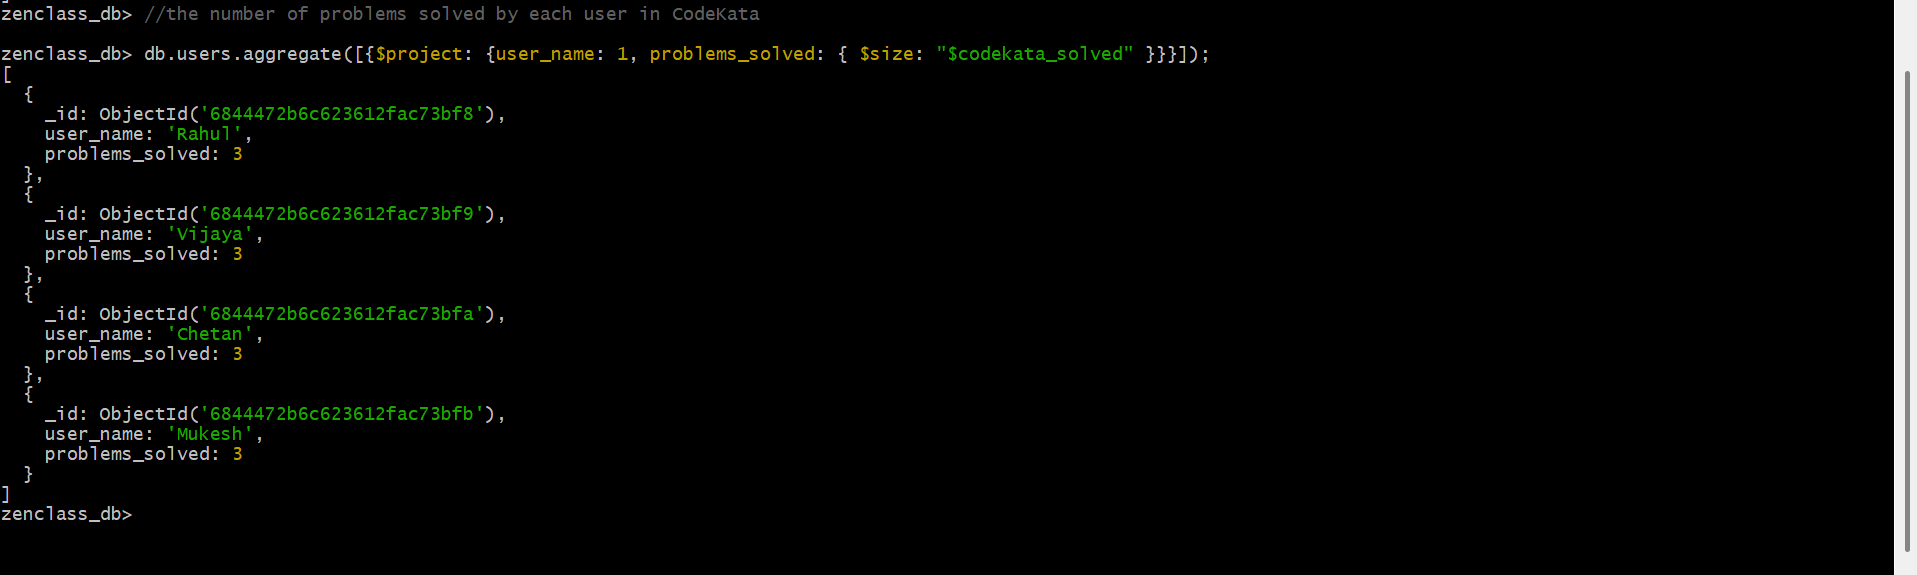 zenclass_db> //the number of problems solved by each user in CodeKata
zenclass_db> db.users.aggregate([{$project: {user_name: 1, problems_solved: { $size: "$codekata_solved" }}}]);
[
  {
    _id: ObjectId('6844472b6c623612fac73bf8'),
    user_name: 'Rahul',
    problems_solved: 3
  },
  {
    _id: ObjectId('6844472b6c623612fac73bf9'),
    user_name: 'Vijaya',
    problems_solved: 3
  },
  {
    _id: ObjectId('6844472b6c623612fac73bfa'),
    user_name: 'Chetan',
    problems_solved: 3
  },
  {
    _id: ObjectId('6844472b6c623612fac73bfb'),
    user_name: 'Mukesh',
    problems_solved: 3
  }
]
zenclass_db>